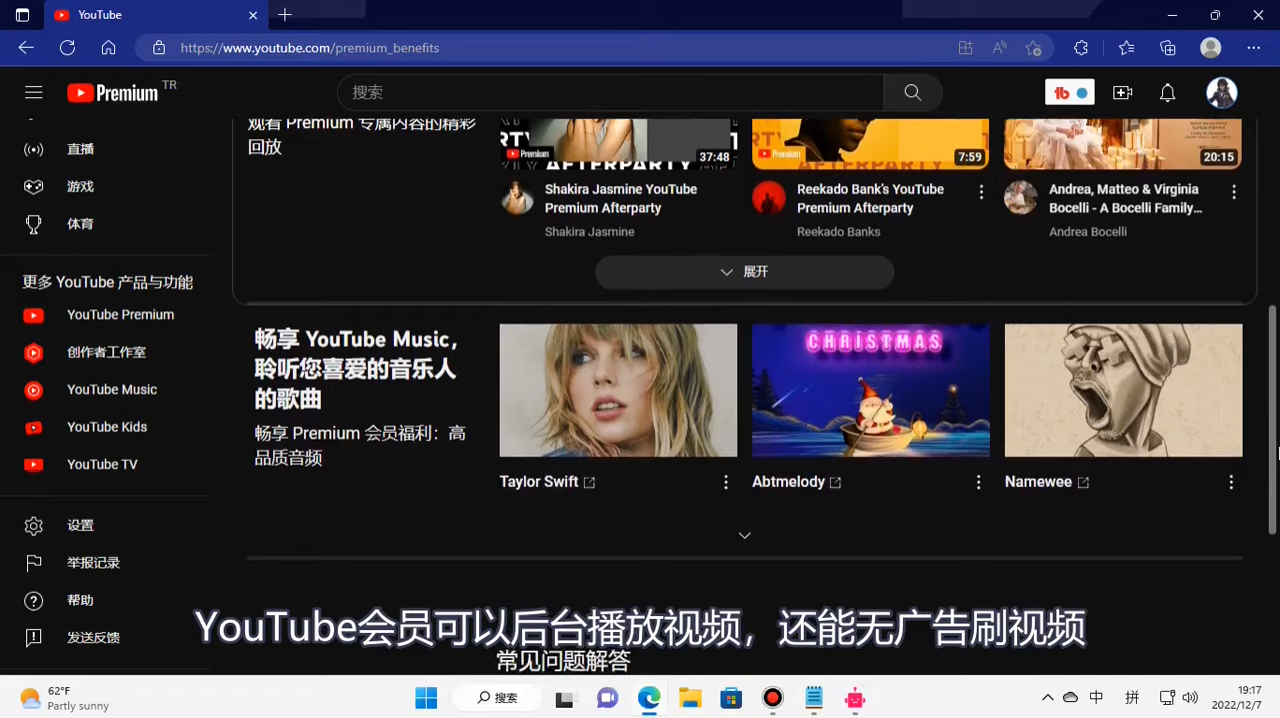 YouTube
https://www.youtube.com/premium_benefits
Premium TR
搜索
直播
游戏
体育
更多 YouTube 产品与功能
YouTube Premium
创作者工作室
YouTube Music
YouTube Kids
YouTube TV
设置
举报记录
帮助
发送反馈
观看 Premium 专属内容的精彩
回放
Premium
37:48
Premium
7:59
20:15
AFTERPARTY
AFTERPARTY
Shakira Jasmine YouTube
Premium Afterparty
Shakira Jasmine
Reekado Bank's YouTube
Premium Afterparty
Reekado Banks
Andrea, Matteo & Virginia
Bocelli - A Bocelli Family...
Andrea Bocelli
展开
畅享 YouTube Music，
聆听您喜爱的音乐人
的歌曲
畅享 Premium 会员福利：高
品质音频
CHRISTMAS
Taylor Swift
Abtmelody
Namewee
YouTube会员可以后台播放视频，还能无广告刷视频
常见问题解答
62°F
Partly sunny
搜索
中
拼
19:17
2022/12/7